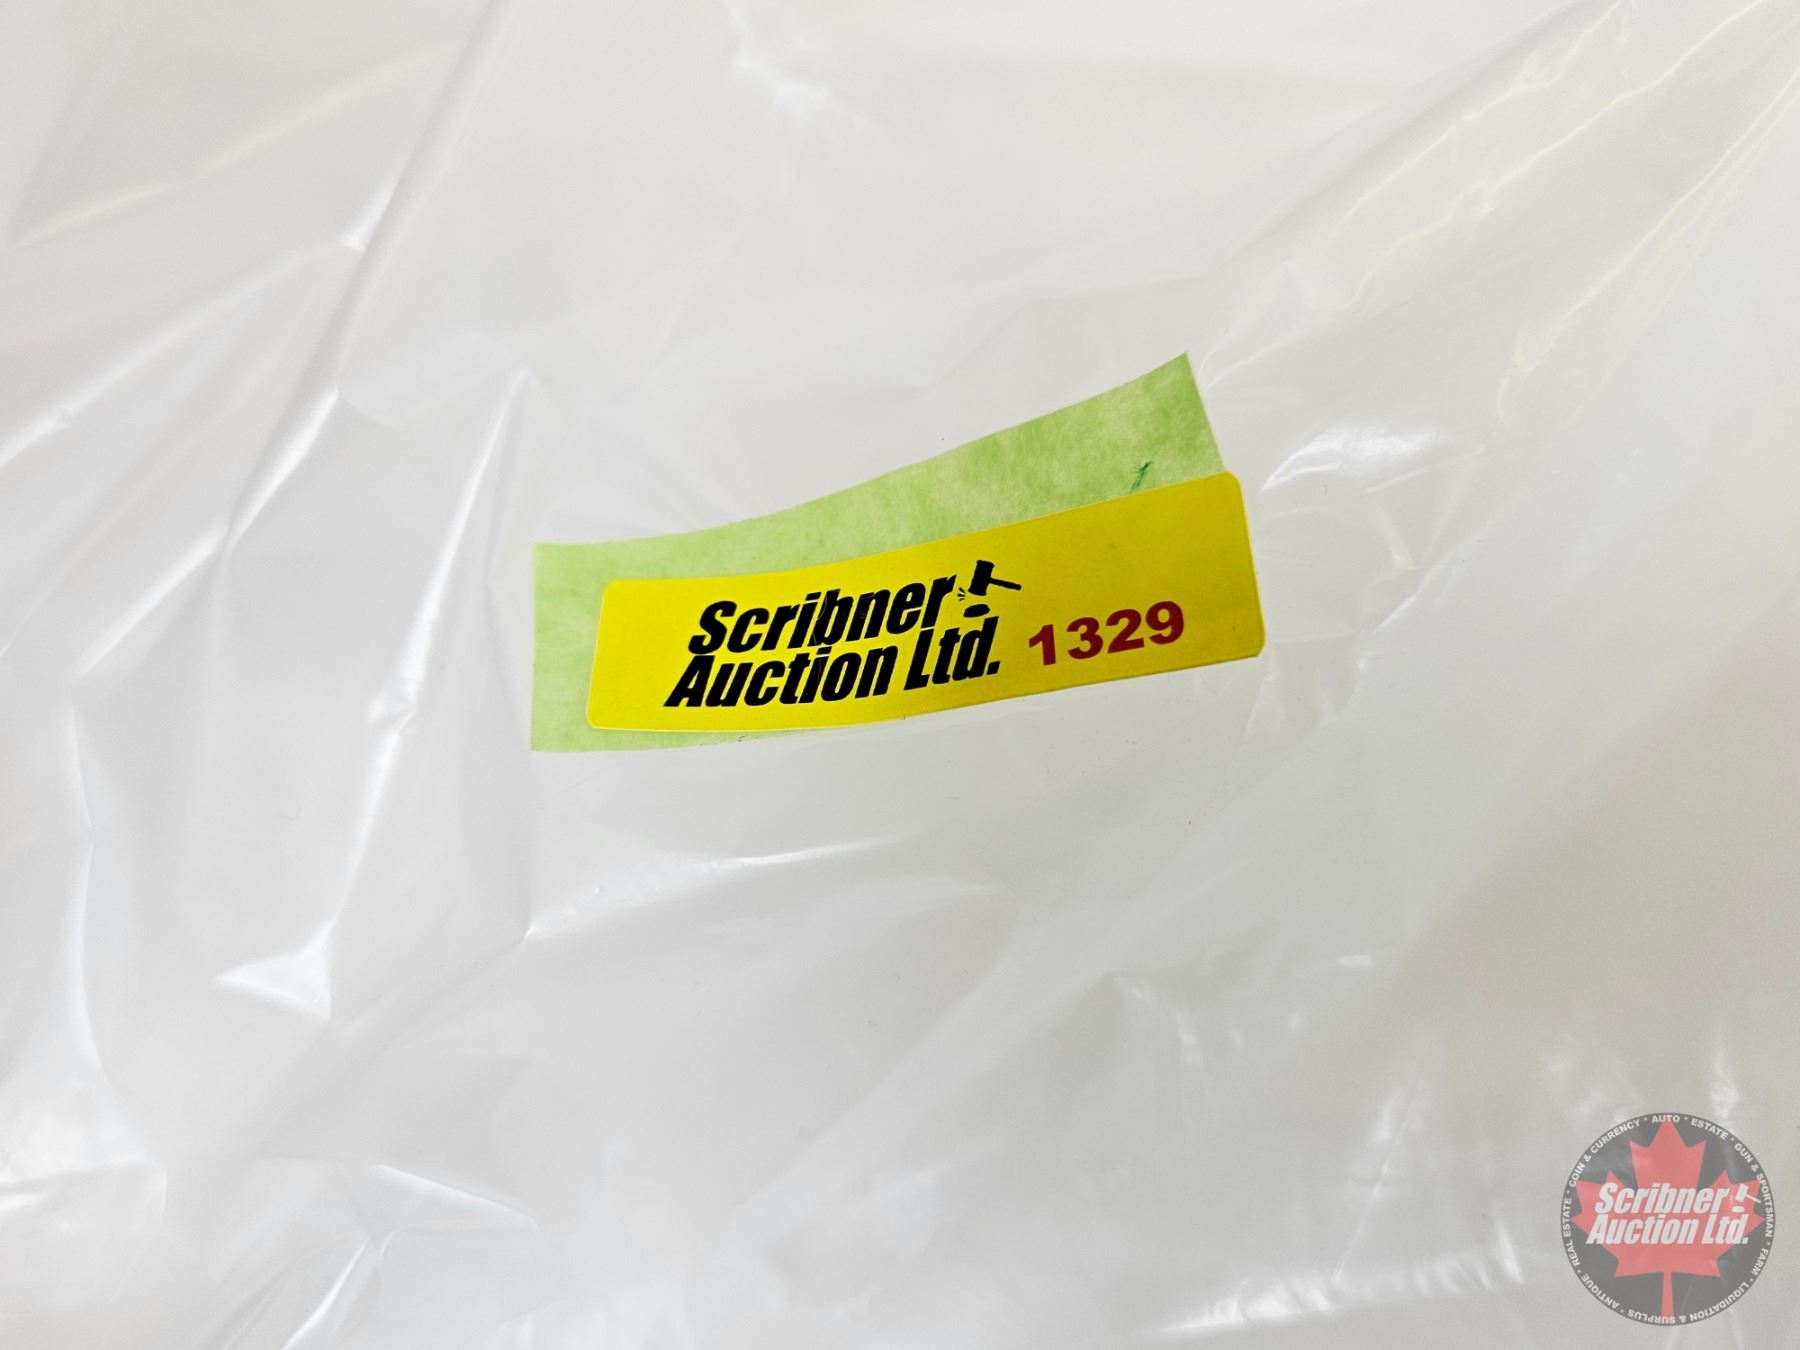 Scribner
Auction Ltd. 1329
COIN & CURRENCY * AUTO * ESTATE * GUN & SPORTSMAN * FARM * LIQUIDATION & SURPLUS * ANTIQUE * REAL ESTATE *
Scribner
Auction Ltd.